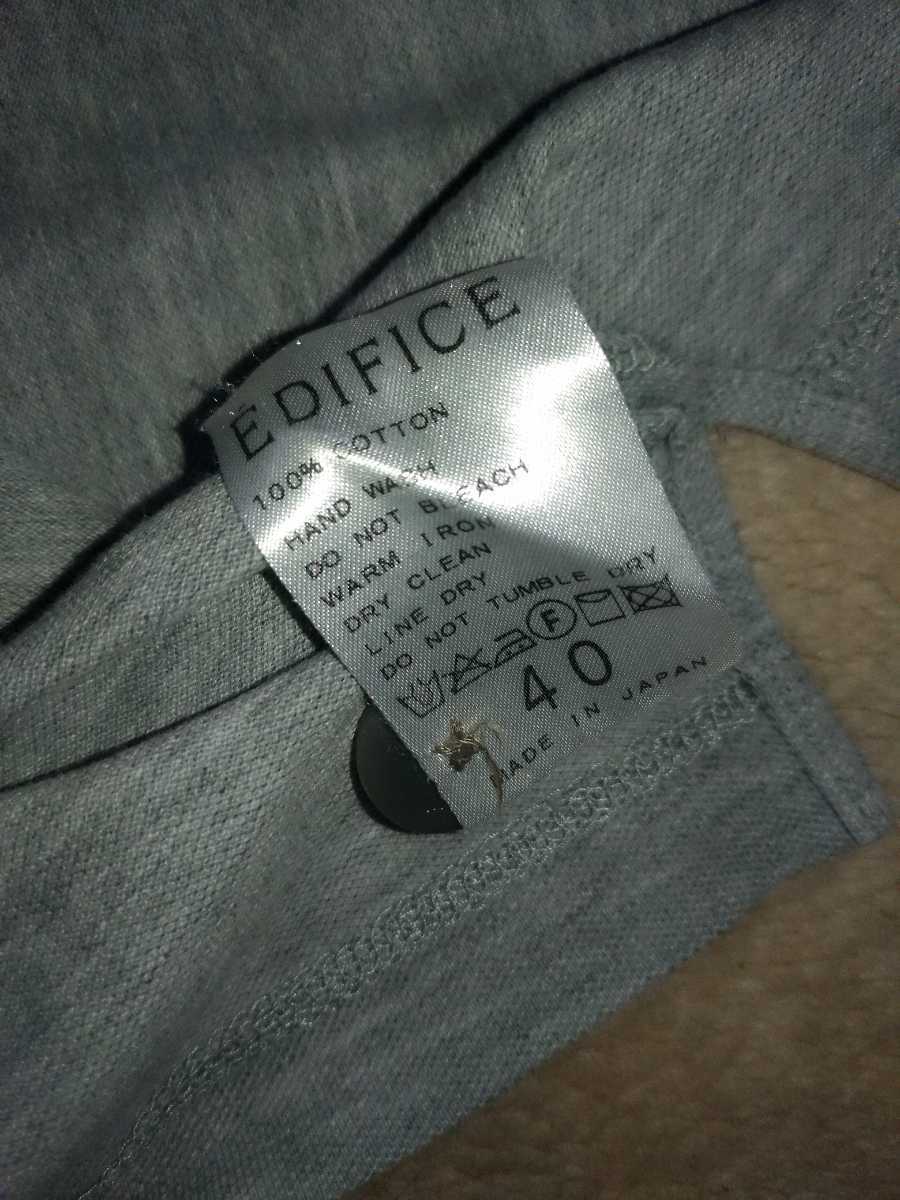 ÉDIFICE
100% COTTON
HAND WASH
DO NOT BLEACH
WARM IRON
DRY CLEAN
LINE DRY
DO NOT TUMBLE DRY
F
40
MADE IN JAPAN